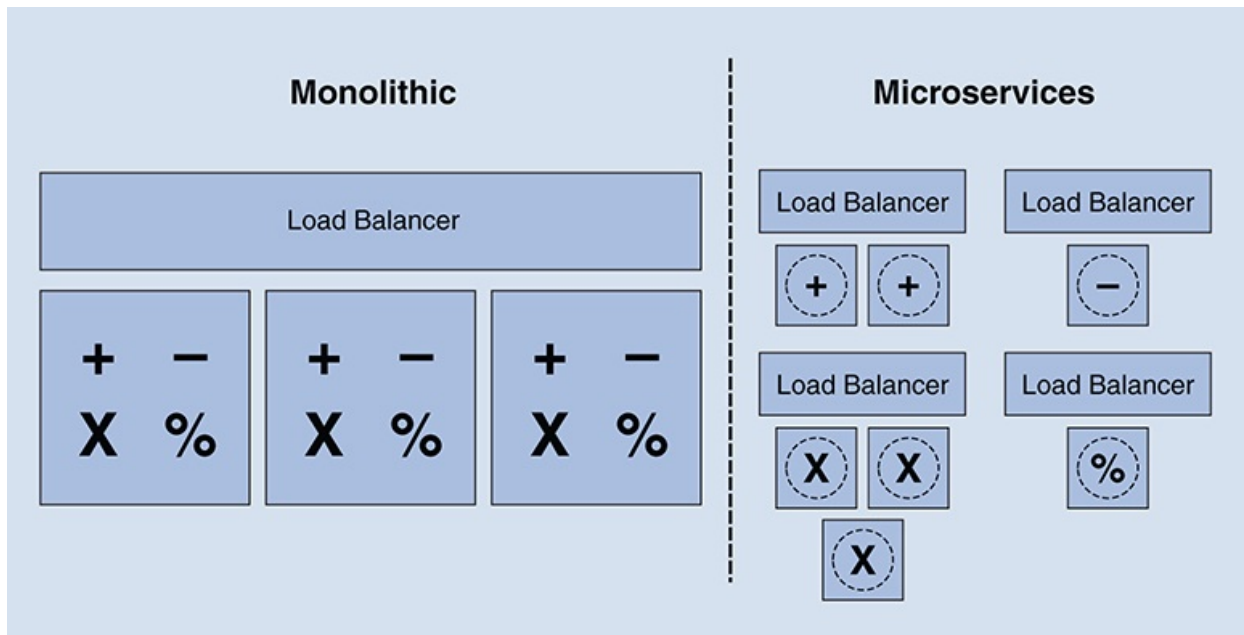 Monolithic
Load Balancer
+ − + − + −
X % X % X %
Microservices
Load Balancer
+ +
Load Balancer
−
Load Balancer
X X
X
Load Balancer
%